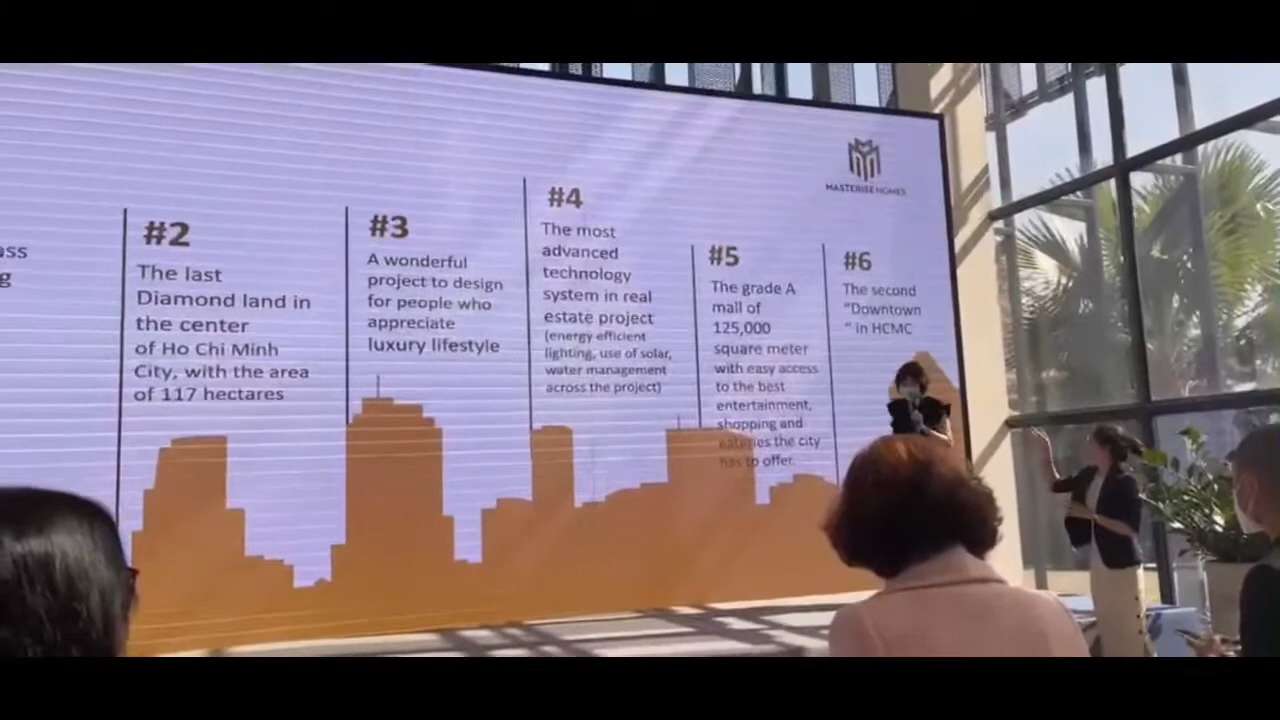 #2
The last
Diamond land in
the center
of Ho Chi Minh
City, with the area
of 117 hectares
#3
A wonderful
project to design
for people who
appreciate
luxury lifestyle
#4
The most
advanced
technology
system in real
estate project
(energy efficient
lighting, use of solar,
water management
across the project)
#5
The grade A
mall of
125,000
square meter
with easy access
to the best
entertainment,
shopping and
eateries the city
has to offer.
#6
The second
“Downtown
“ in HCMC
MASTERISE HOMES